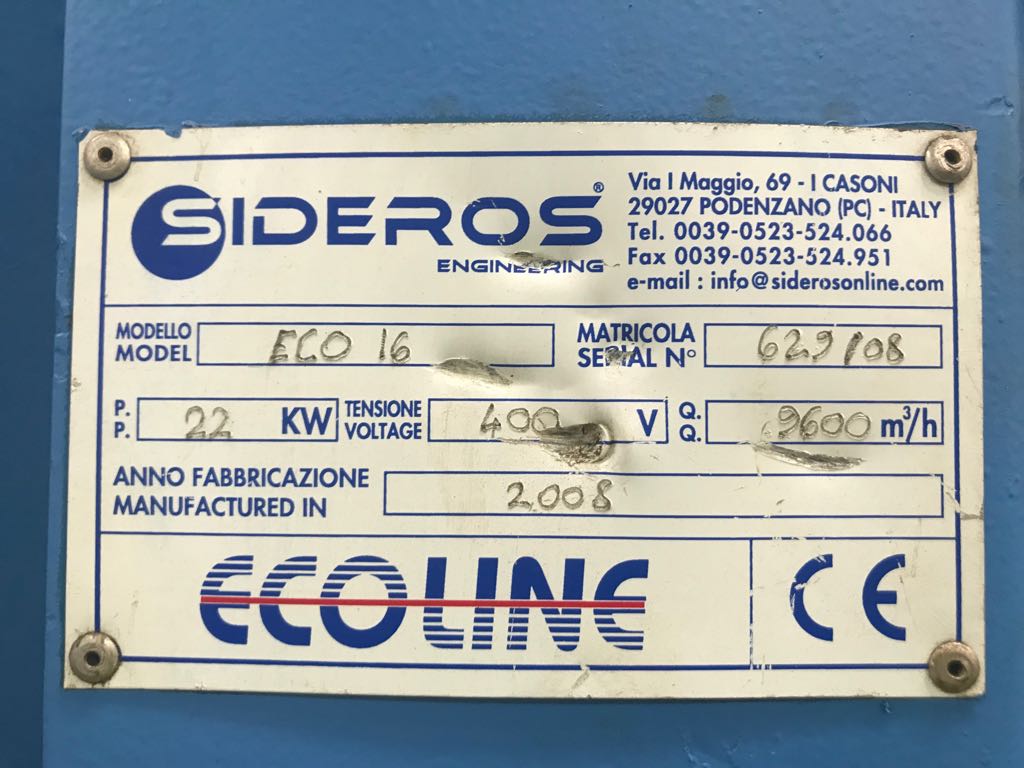 SIDEROS®
ENGINEERING
Via I Maggio, 69 - I CASONI
29027 PODENZANO (PC) - ITALY
Tel. 0039-0523-524.066
Fax 0039-0523-524.951
e-mail : info@siderosonline.com
MODELLO
MODEL
ECO 16
MATRICOLA
SERIAL N°
629/08
P.
P.
22 KW
TENSIONE
VOLTAGE
400 V
Q.
Q.
9600 m³/h
ANNO FABBRICAZIONE
MANUFACTURED IN
2008
ECOLINE
CE